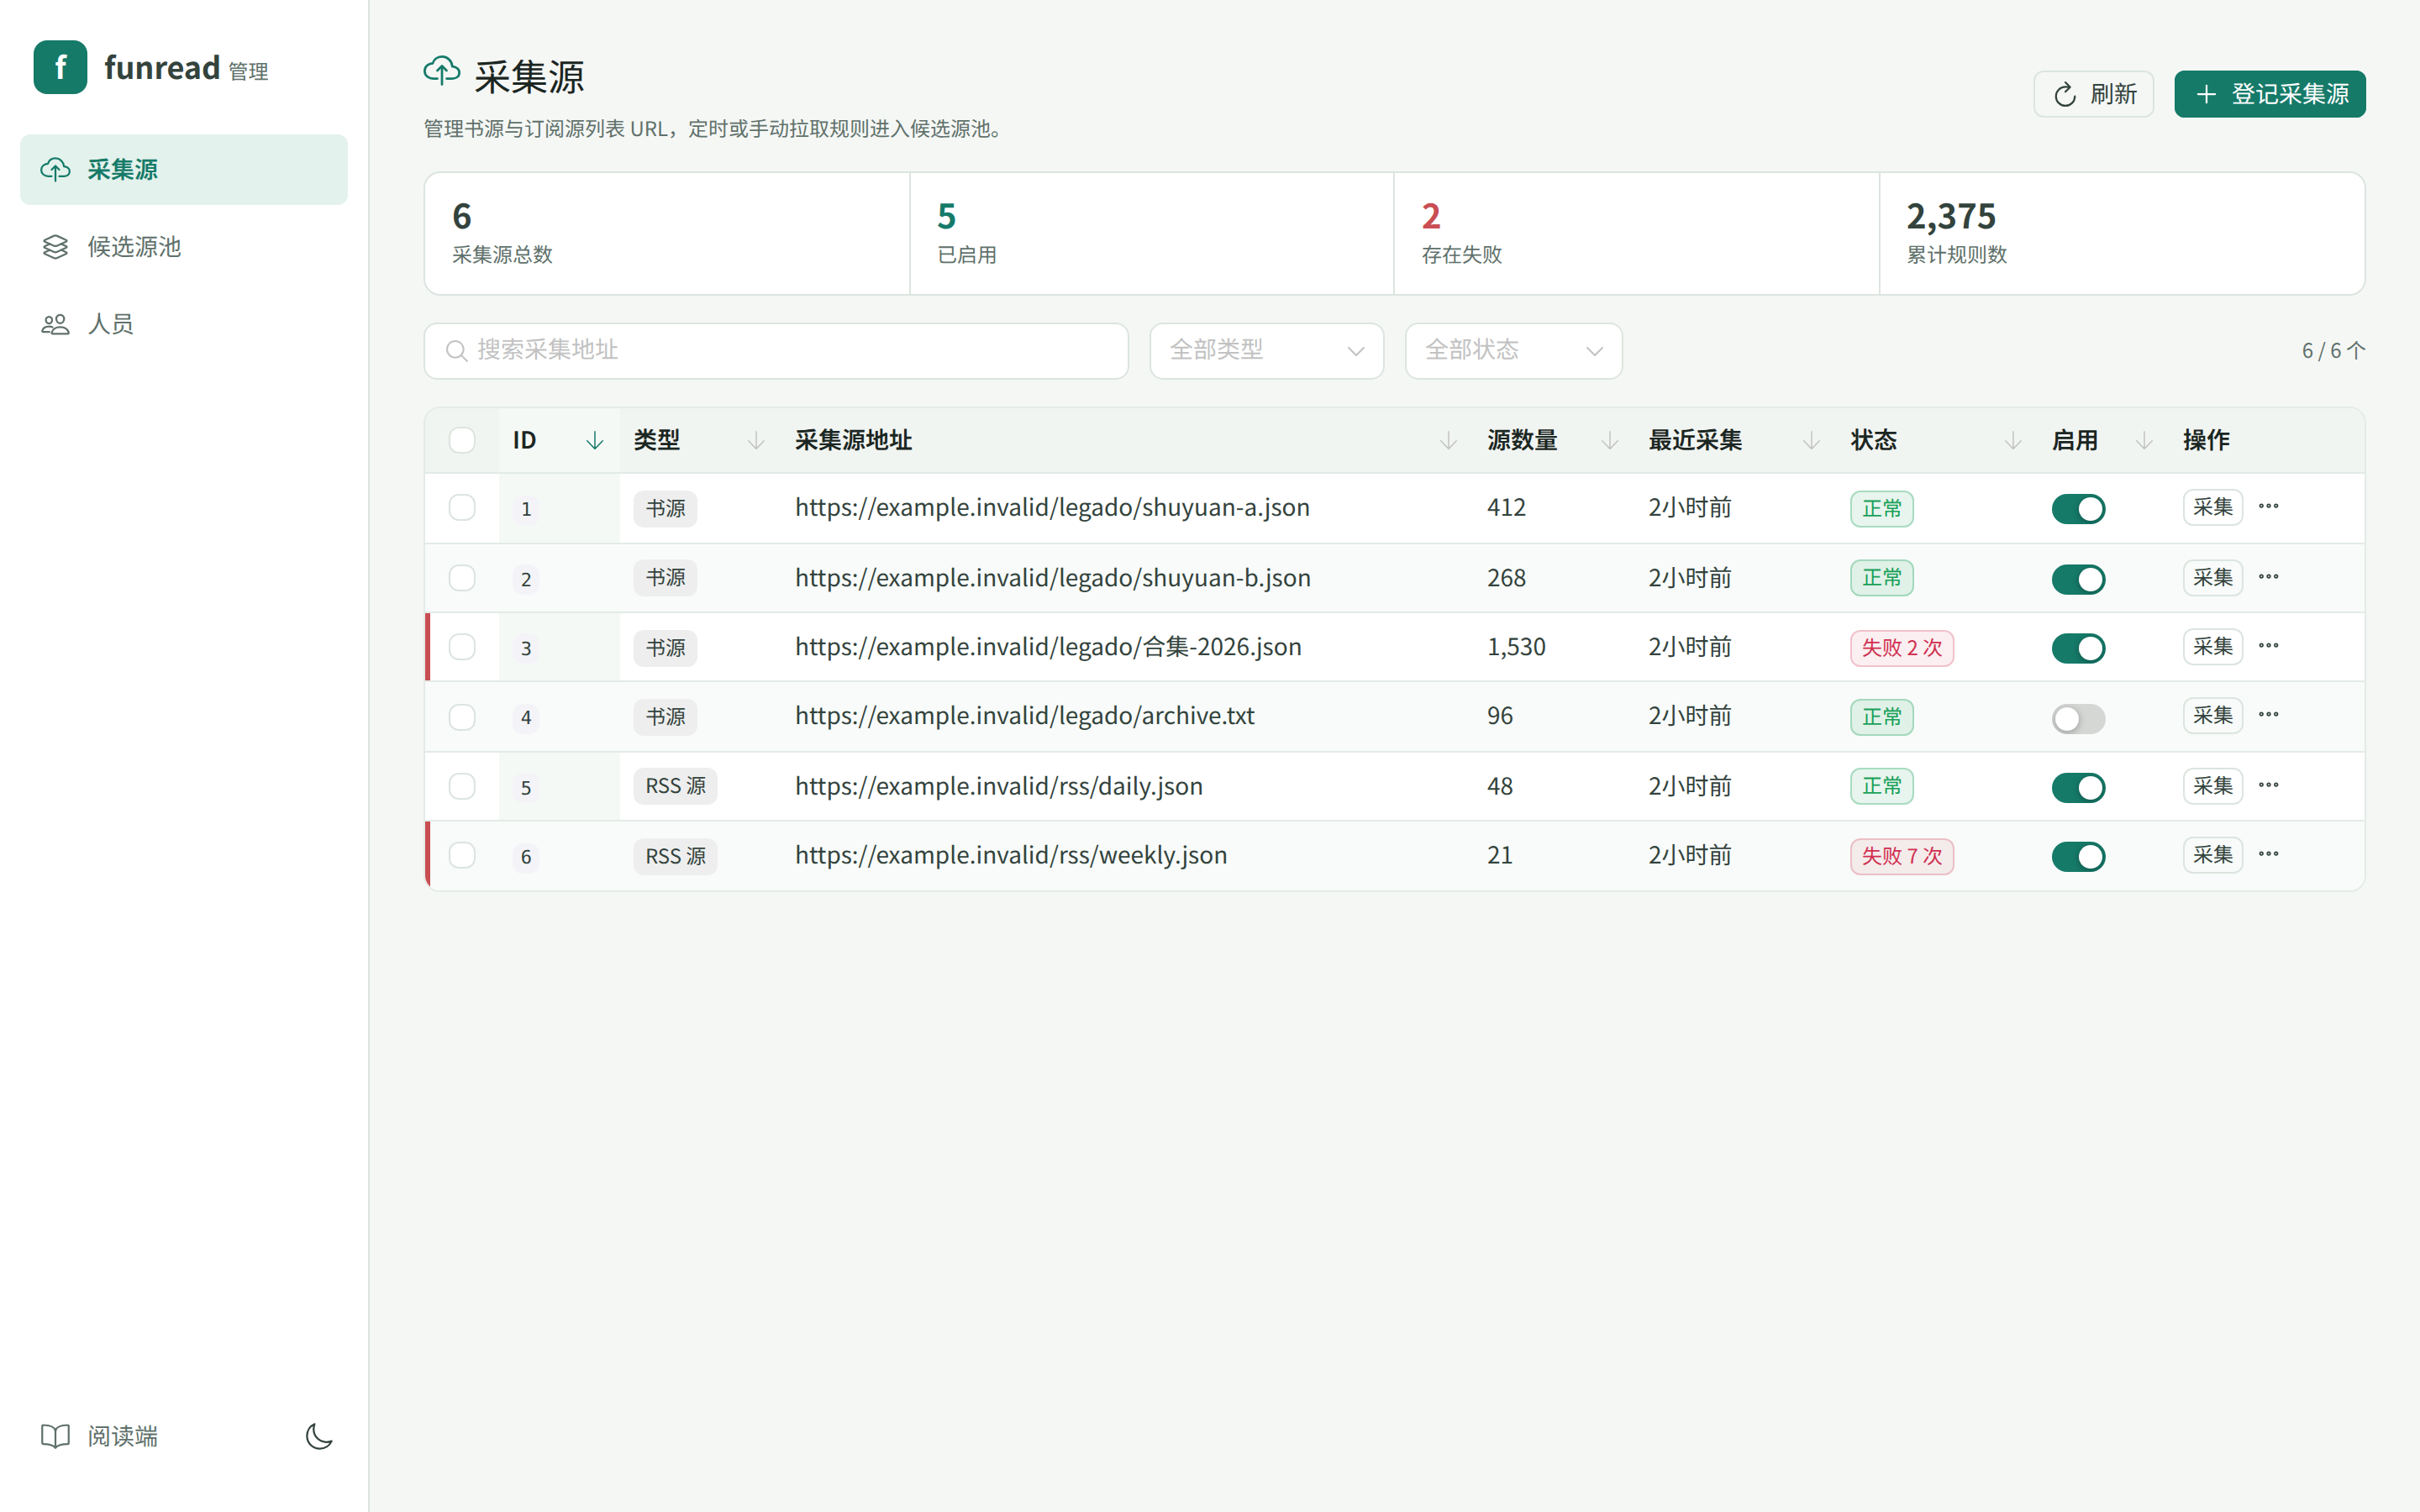 f funread 管理
采集源
候选源池
人员
阅读端
采集源
管理书源与订阅源列表 URL，定时或手动拉取规则进入候选源池。
刷新
登记采集源
6
采集源总数
5
已启用
2
存在失败
2,375
累计规则数
搜索采集地址
全部类型
全部状态
6 / 6 个
ID 类型 采集源地址 源数量 最近采集 状态 启用 操作
1 书源 https://example.invalid/legado/shuyuan-a.json 412 2小时前 正常 采集
2 书源 https://example.invalid/legado/shuyuan-b.json 268 2小时前 正常 采集
3 书源 https://example.invalid/legado/合集-2026.json 1,530 2小时前 失败 2 次 采集
4 书源 https://example.invalid/legado/archive.txt 96 2小时前 正常 采集
5 RSS 源 https://example.invalid/rss/daily.json 48 2小时前 正常 采集
6 RSS 源 https://example.invalid/rss/weekly.json 21 2小时前 失败 7 次 采集